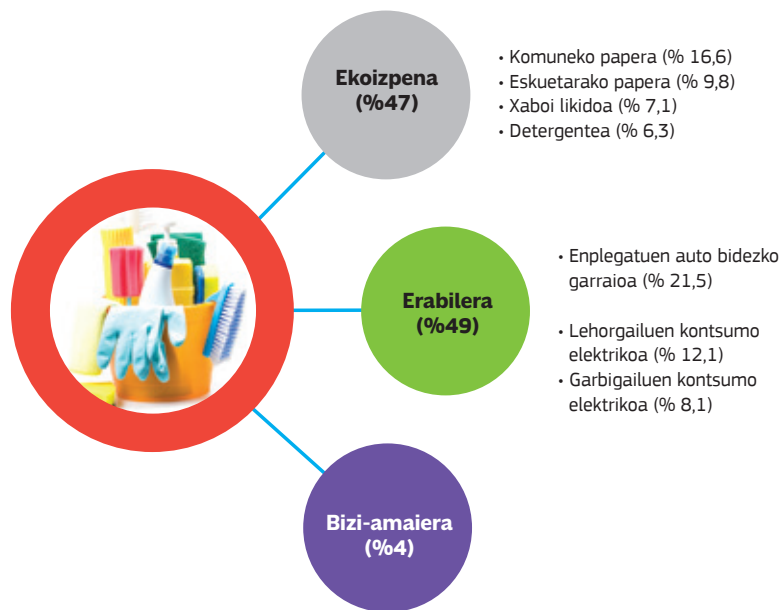 Ekoizpena
(%47)
• Komuneko papera (% 16,6)
• Eskuetarako papera (% 9,8)
• Xaboi likidoa (% 7,1)
• Detergentea (% 6,3)
Erabilera
(%49)
• Enplegatuen auto bidezko
garraioa (% 21,5)
• Lehorgailuen kontsumo
elektrikoa (% 12,1)
• Garbigailuen kontsumo
elektrikoa (% 8,1)
Bizi-amaiera
(%4)